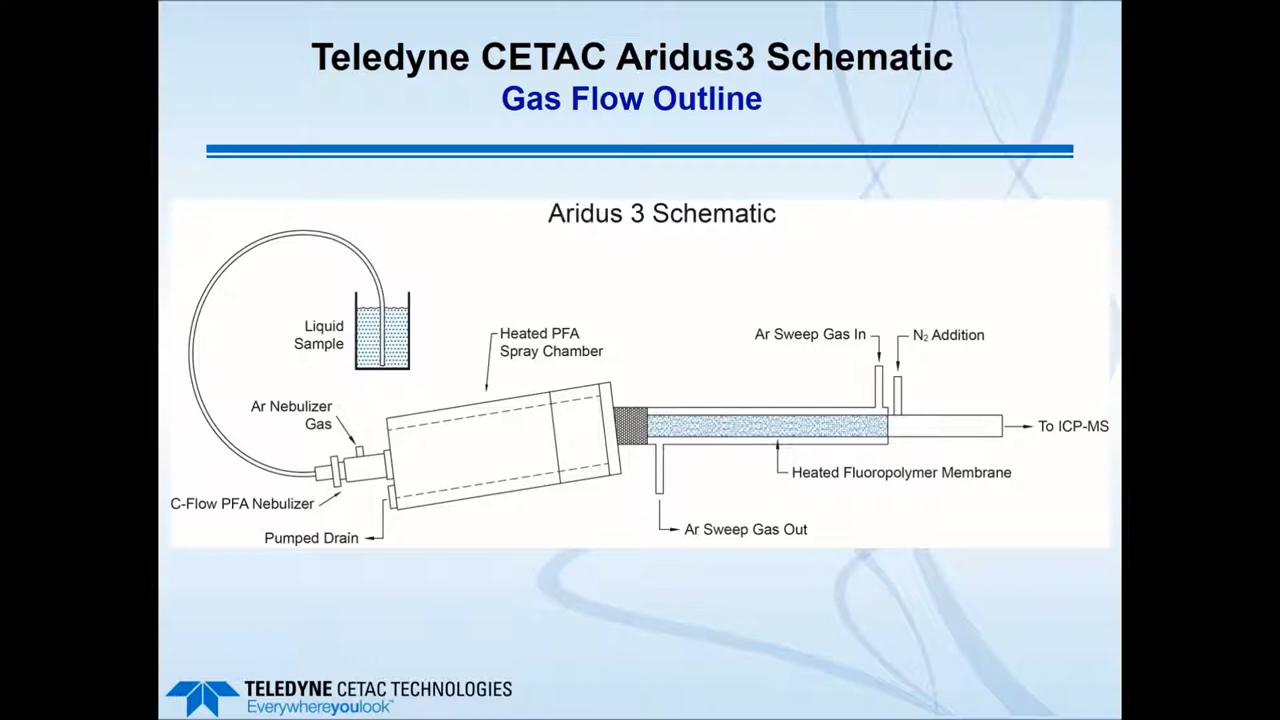 Teledyne CETAC Aridus3 Schematic
Gas Flow Outline
Aridus 3 Schematic
Liquid
Sample
Heated PFA
Spray Chamber
Ar Sweep Gas In
N₂ Addition
Ar Nebulizer
Gas
To ICP-MS
Heated Fluoropolymer Membrane
C-Flow PFA Nebulizer
Ar Sweep Gas Out
Pumped Drain
TELEDYNE CETAC TECHNOLOGIES
Everywhereyoulook™